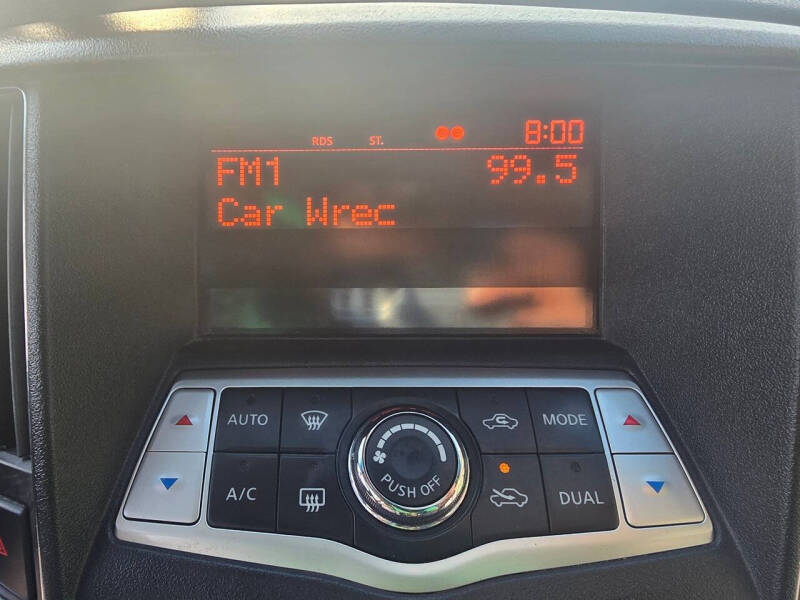 RDS ST. 8:00
FM1 99.5
Car Wrec
AUTO MODE
PUSH OFF
A/C DUAL